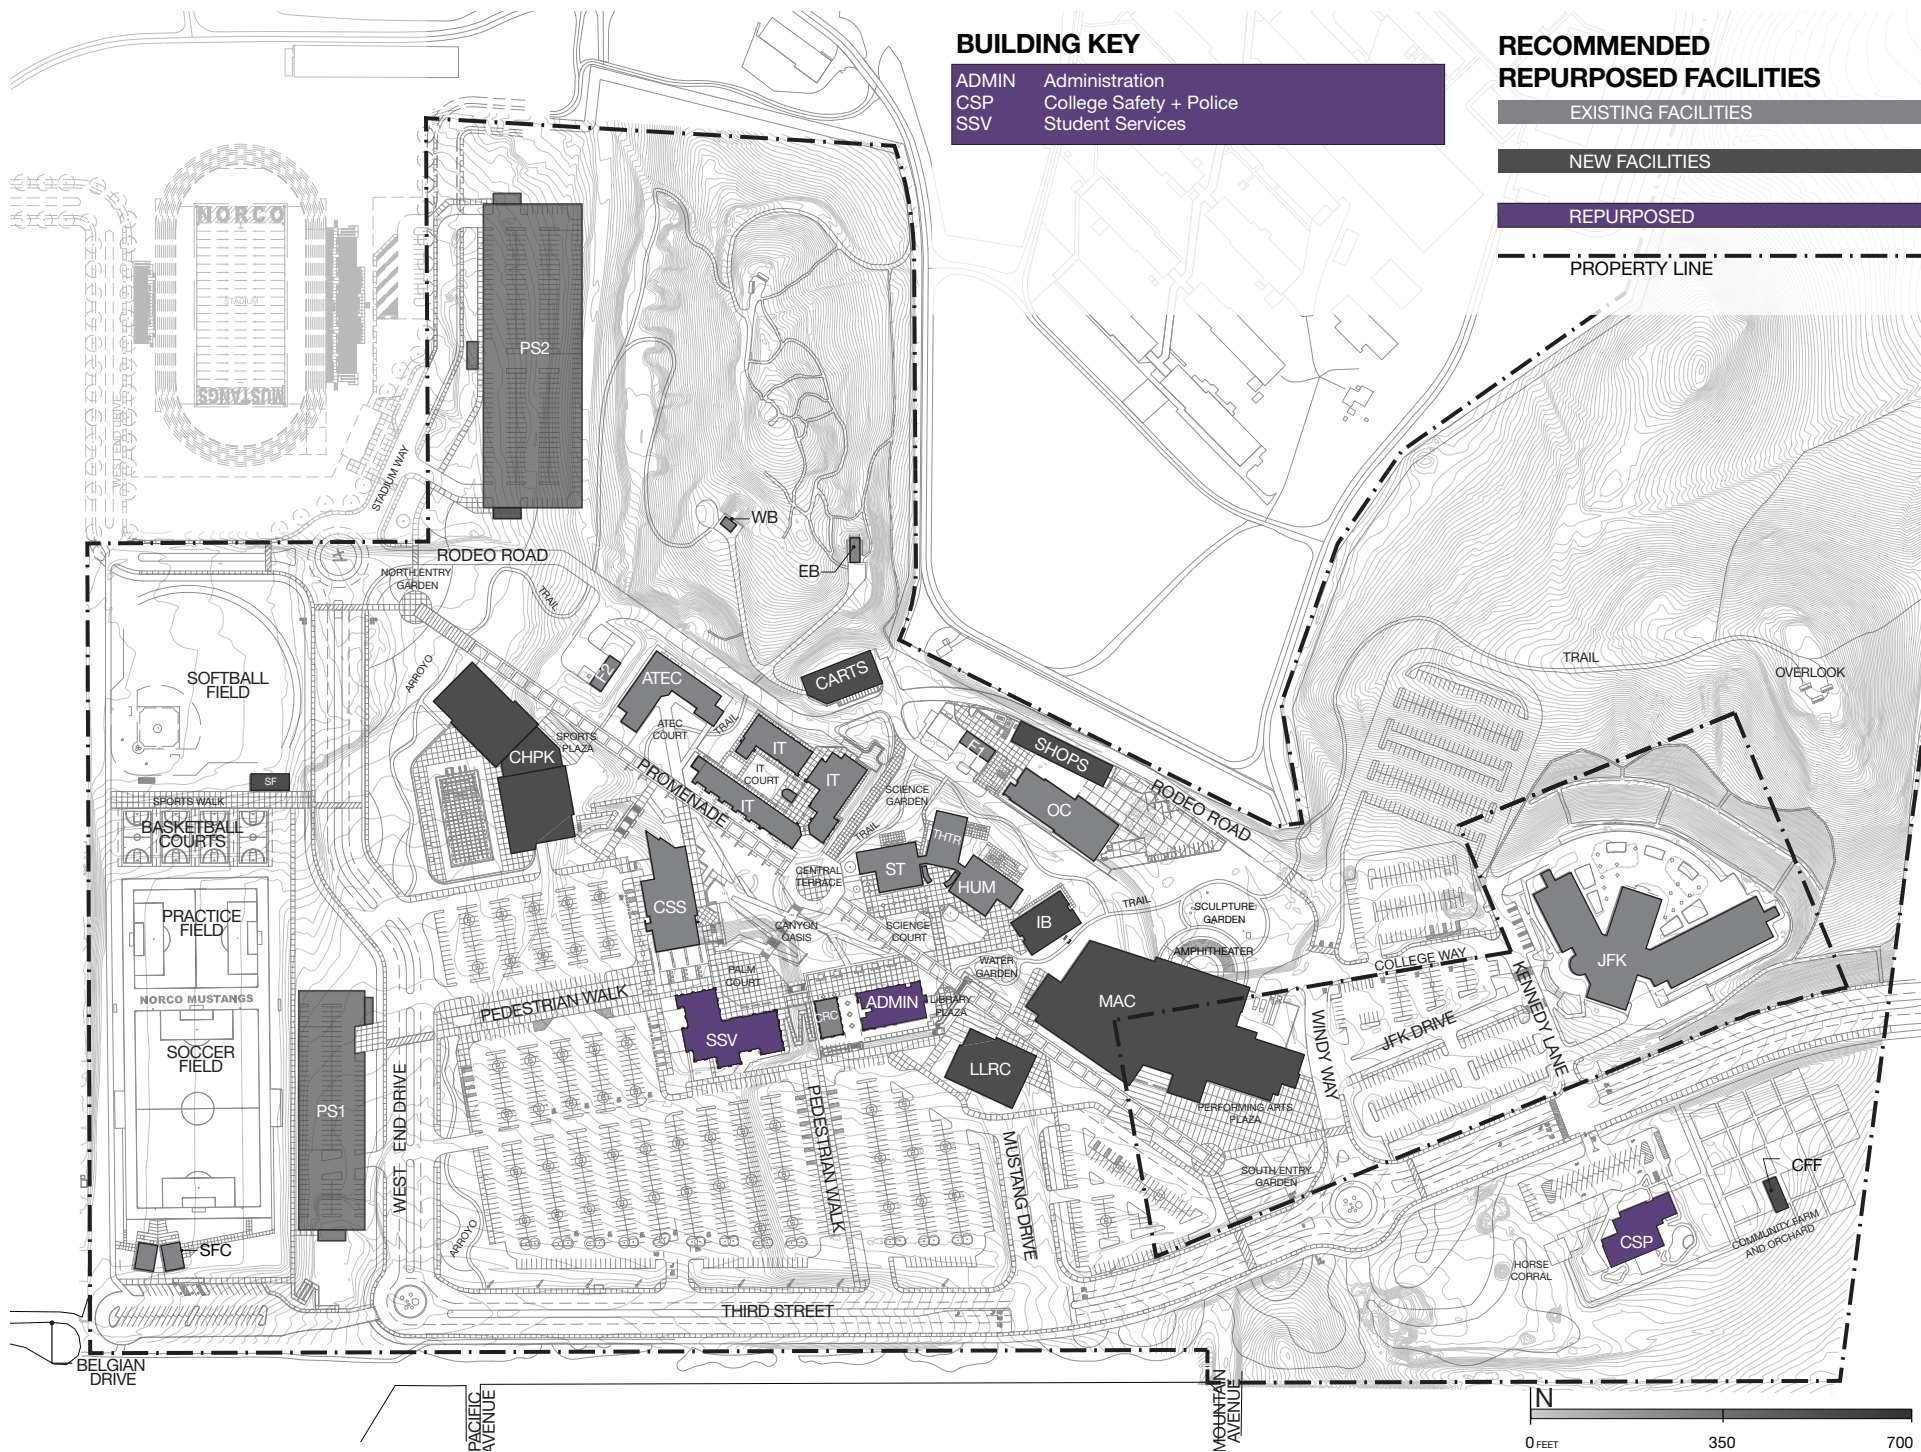 BUILDING KEY
ADMIN Administration
CSP College Safety + Police
SSV Student Services
RECOMMENDED
REPURPOSED FACILITIES
EXISTING FACILITIES
NEW FACILITIES
REPURPOSED
PROPERTY LINE
NORCO
STADIUM
MUSTANGS
WEST END DRIVE
STADIUM WAY
PS2
WB
EB
RODEO ROAD
NORTH ENTRY
GARDEN
TRAIL
ARROYO
SOFTBALL
FIELD
P2
ATEC
CARTS
ATEC
COURT
TRAIL
SPORTS
PLAZA
CHPK
PROMENADE
IT
IT
COURT
IT
IT
SF
SPORTS WALK
BASKETBALL
COURTS
SCIENCE
GARDEN
TRAIL
F1
SHOPS
OC
RODEO ROAD
TRAIL
OVERLOOK
THTR
ST
HUM
CENTRAL
TERRACE
CSS
CANYON
OASIS
SCIENCE
COURT
IB
TRAIL
SCULPTURE
GARDEN
AMPHITHEATER
PRACTICE
FIELD
NORCO MUSTANGS
SOCCER
FIELD
PALM
COURT
WATER
GARDEN
COLLEGE WAY
JFK
KENNEDY LANE
PEDESTRIAN WALK
SSV
CRC
ADMIN
LIBRARY
PLAZA
MAC
WINDY WAY
JFK DRIVE
LLRC
PS1
WEST END DRIVE
PEDESTRIAN WALK
MUSTANG DRIVE
PERFORMING ARTS
PLAZA
SOUTH ENTRY
GARDEN
CFF
COMMUNITY FARM
AND ORCHARD
CSP
HORSE
CORRAL
SFC
ARROYO
THIRD STREET
BELGIAN
DRIVE
PACIFIC
AVENUE
MOUNTAIN
AVENUE
N
0 FEET 350 700